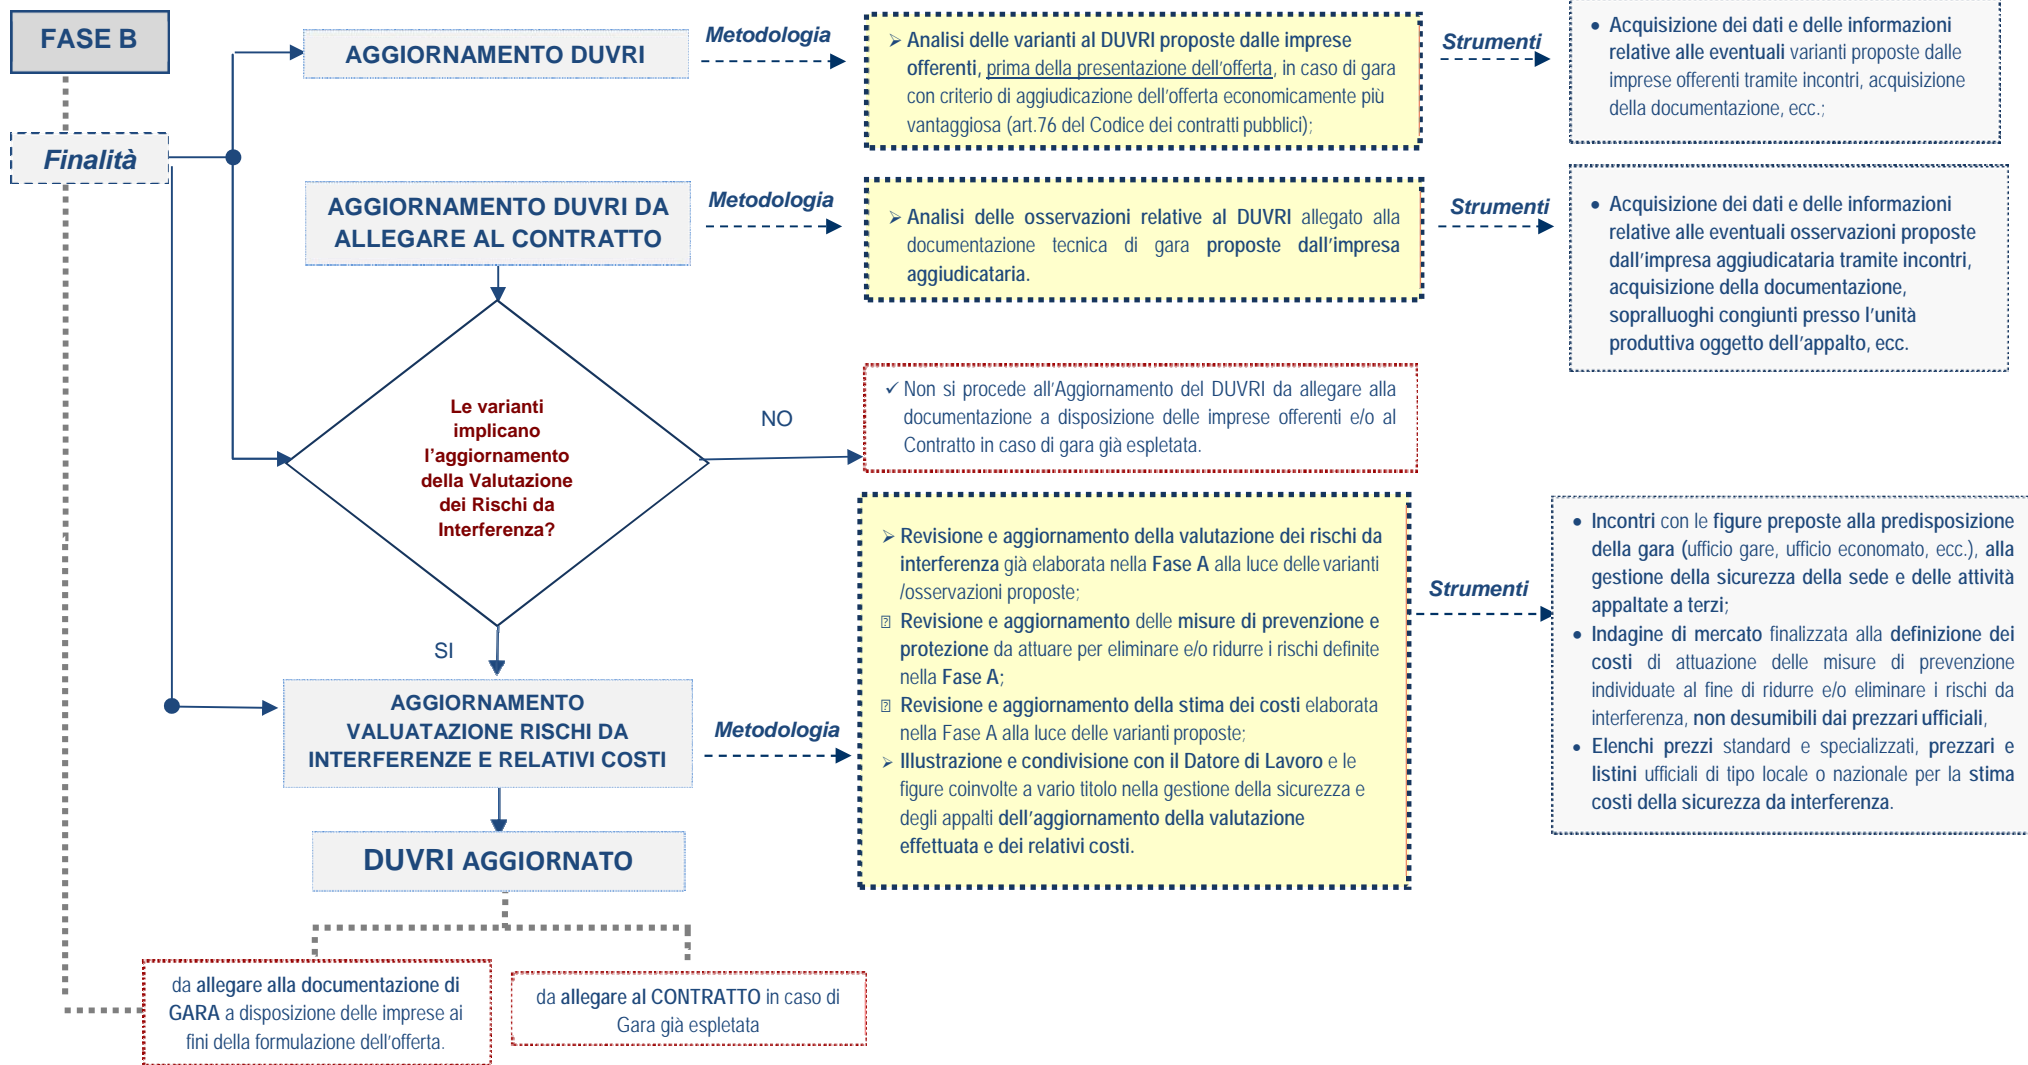 FASE B
Finalità
AGGIORNAMENTO DUVRI
Metodologia
➢ Analisi delle varianti al DUVRI proposte dalle imprese
offerenti, prima della presentazione dell'offerta, in caso di gara
con criterio di aggiudicazione dell'offerta economicamente più
vantaggiosa (art.76 del Codice dei contratti pubblici);
Strumenti
• Acquisizione dei dati e delle informazioni
relative alle eventuali varianti proposte dalle
imprese offerenti tramite incontri, acquisizione
della documentazione, ecc.;
AGGIORNAMENTO DUVRI DA
ALLEGARE AL CONTRATTO
Metodologia
➢ Analisi delle osservazioni relative al DUVRI allegato alla
documentazione tecnica di gara proposte dall'impresa
aggiudicataria.
Strumenti
• Acquisizione dei dati e delle informazioni
relative alle eventuali osservazioni proposte
dall'impresa aggiudicataria tramite incontri,
acquisizione della documentazione,
sopralluoghi congiunti presso l'unità
produttiva oggetto dell'appalto, ecc.
Le varianti
implicano
l'aggiornamento
della Valutazione
dei Rischi da
Interferenza?
NO
✓ Non si procede all'Aggiornamento del DUVRI da allegare alla
documentazione a disposizione delle imprese offerenti e/o al
Contratto in caso di gara già espletata.
SI
AGGIORNAMENTO
VALUATAZIONE RISCHI DA
INTERFERENZE E RELATIVI COSTI
Metodologia
➢ Revisione e aggiornamento della valutazione dei rischi da
interferenza già elaborata nella Fase A alla luce delle varianti
/osservazioni proposte;
Revisione e aggiornamento delle misure di prevenzione e
protezione da attuare per eliminare e/o ridurre i rischi definite
nella Fase A;
Revisione e aggiornamento della stima dei costi elaborata
nella Fase A alla luce delle varianti proposte;
➢ Illustrazione e condivisione con il Datore di Lavoro e le
figure coinvolte a vario titolo nella gestione della sicurezza e
degli appalti dell'aggiornamento della valutazione
effettuata e dei relativi costi.
Strumenti
• Incontri con le figure preposte alla predisposizione
della gara (ufficio gare, ufficio economato, ecc.), alla
gestione della sicurezza della sede e delle attività
appaltate a terzi;
• Indagine di mercato finalizzata alla definizione dei
costi di attuazione delle misure di prevenzione
individuate al fine di ridurre e/o eliminare i rischi da
interferenza, non desumibili dai prezzari ufficiali,
• Elenchi prezzi standard e specializzati, prezzari e
listini ufficiali di tipo locale o nazionale per la stima
costi della sicurezza da interferenza.
DUVRI AGGIORNATO
da allegare alla documentazione di
GARA a disposizione delle imprese ai
fini della formulazione dell'offerta.
da allegare al CONTRATTO in caso di
Gara già espletata